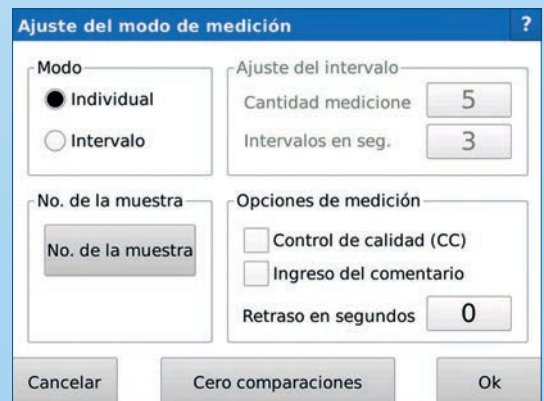 Ajuste del modo de medición ?
Modo
Individual
Intervalo
Ajuste del intervalo
Cantidad medicione 5
Intervalos en seg. 3
No. de la muestra
No. de la muestra
Opciones de medición
Control de calidad (CC)
Ingreso del comentario
Retraso en segundos 0
Cancelar Cero comparaciones Ok